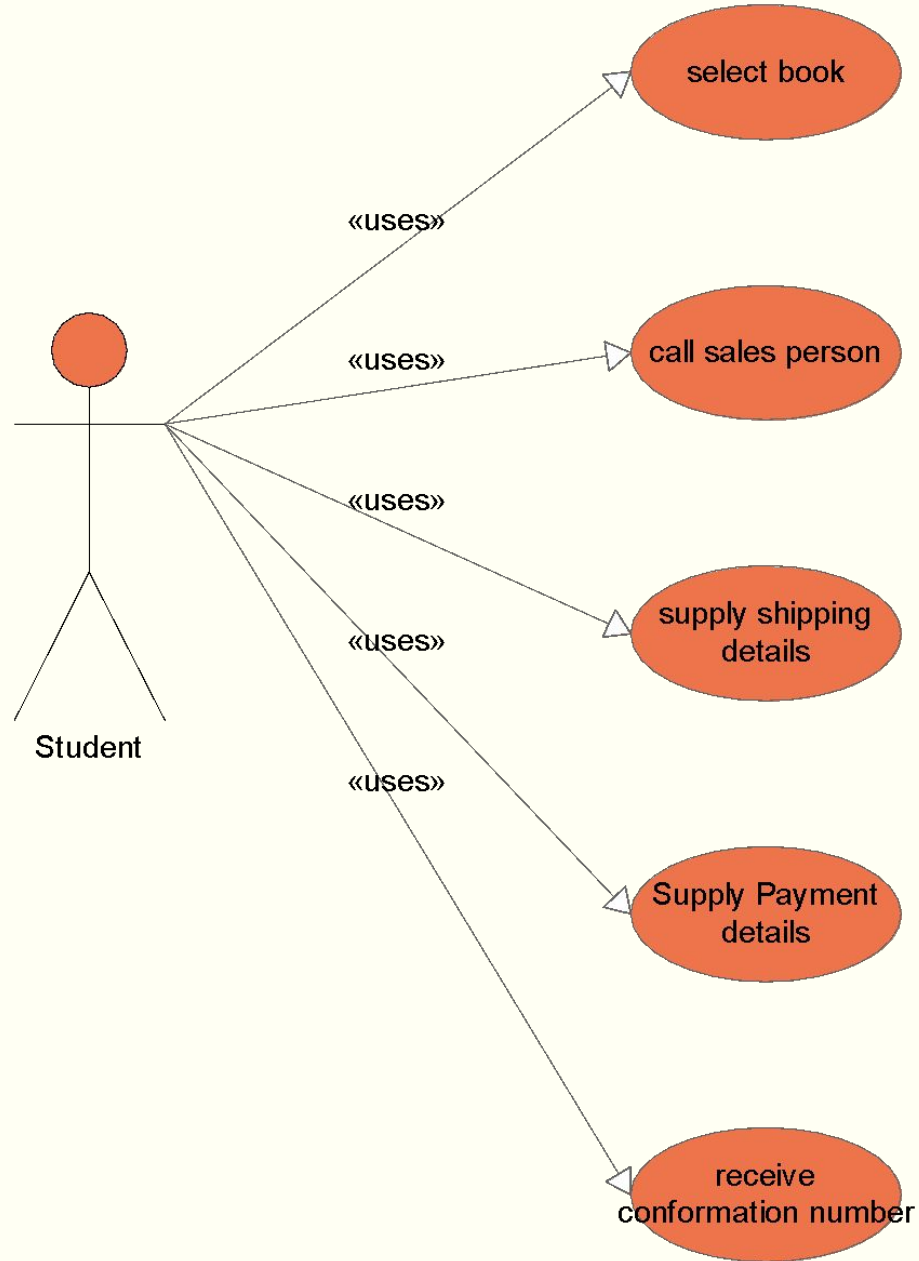 select book
«uses»
call sales person
«uses»
«uses»
supply shipping
details
«uses»
Student
«uses»
Supply Payment
details
receive
conformation number